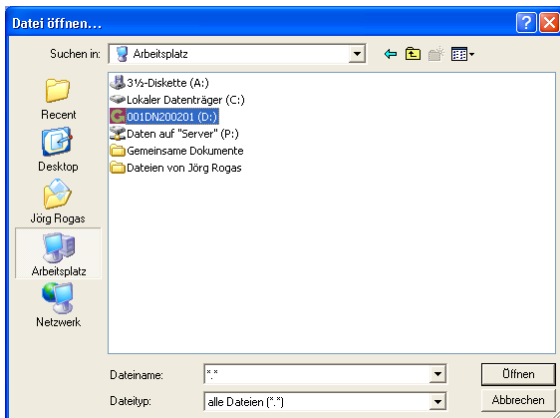 Datei öffnen...
Suchen in: Arbeitsplatz
3½-Diskette (A:)
Lokaler Datenträger (C:)
001DN200201 (D:)
Daten auf "Server" (P:)
Gemeinsame Dokumente
Dateien von Jörg Rogas
Recent
Desktop
Jörg Rogas
Arbeitsplatz
Netzwerk
Dateiname: *.* Öffnen
Dateityp: alle Dateien (*.*) Abbrechen